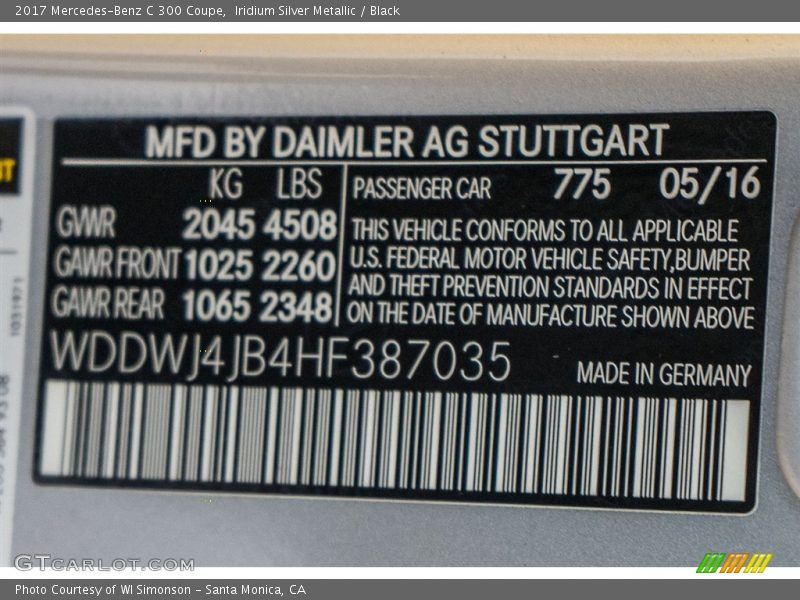 2017 Mercedes-Benz C 300 Coupe,  Iridium Silver Metallic / Black
MFD BY DAIMLER AG STUTTGART
KG LBS
GWR 2045 4508
GAWR FRONT 1025 2260
GAWR REAR 1065 2348
PASSENGER CAR 775 05/16
THIS VEHICLE CONFORMS TO ALL APPLICABLE
U.S. FEDERAL MOTOR VEHICLE SAFETY,BUMPER
AND THEFT PREVENTION STANDARDS IN EFFECT
ON THE DATE OF MANUFACTURE SHOWN ABOVE
WDDWJ4JB4HF387035
MADE IN GERMANY
1031971
GTCARLOT.COM
Photo Courtesy of WI Simonson - Santa Monica, CA